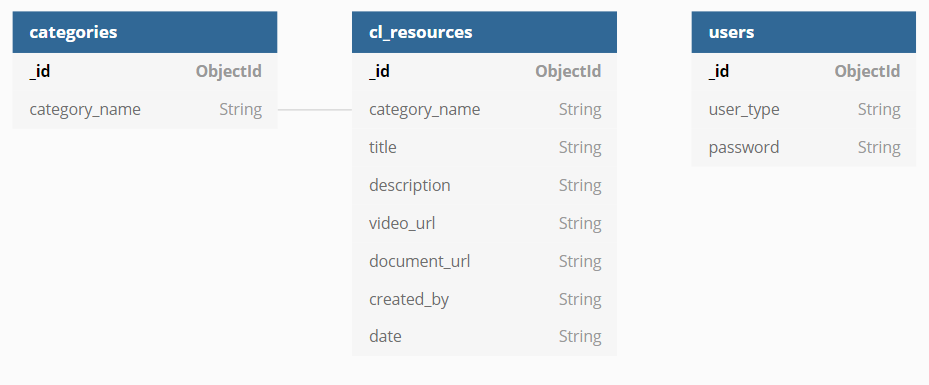 categories
_id ObjectId
category_name String
cl_resources
_id ObjectId
category_name String
title String
description String
video_url String
document_url String
created_by String
date String
users
_id ObjectId
user_type String
password String